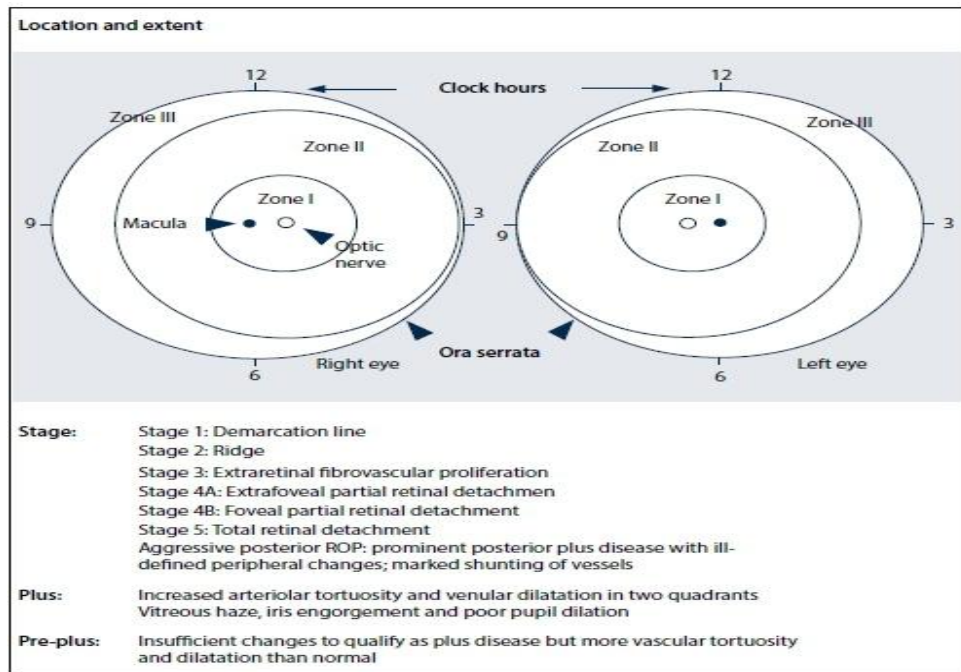 Location and extent
12
Clock hours
12
Zone III
Zone II
Zone I
Macula
Optic
nerve
9
3
6
Right eye
Ora serrata
Zone II
Zone III
Zone I
9
3
6
Left eye
Stage: Stage 1: Demarcation line
Stage 2: Ridge
Stage 3: Extraretinal fibrovascular proliferation
Stage 4A: Extrafoveal partial retinal detachmen
Stage 4B: Foveal partial retinal detachment
Stage 5: Total retinal detachment
Aggressive posterior ROP: prominent posterior plus disease with ill-
defined peripheral changes; marked shunting of vessels
Plus: Increased arteriolar tortuosity and venular dilatation in two quadrants
Vitreous haze, iris engorgement and poor pupil dilation
Pre-plus: Insufficient changes to qualify as plus disease but more vascular tortuosity
and dilatation than normal